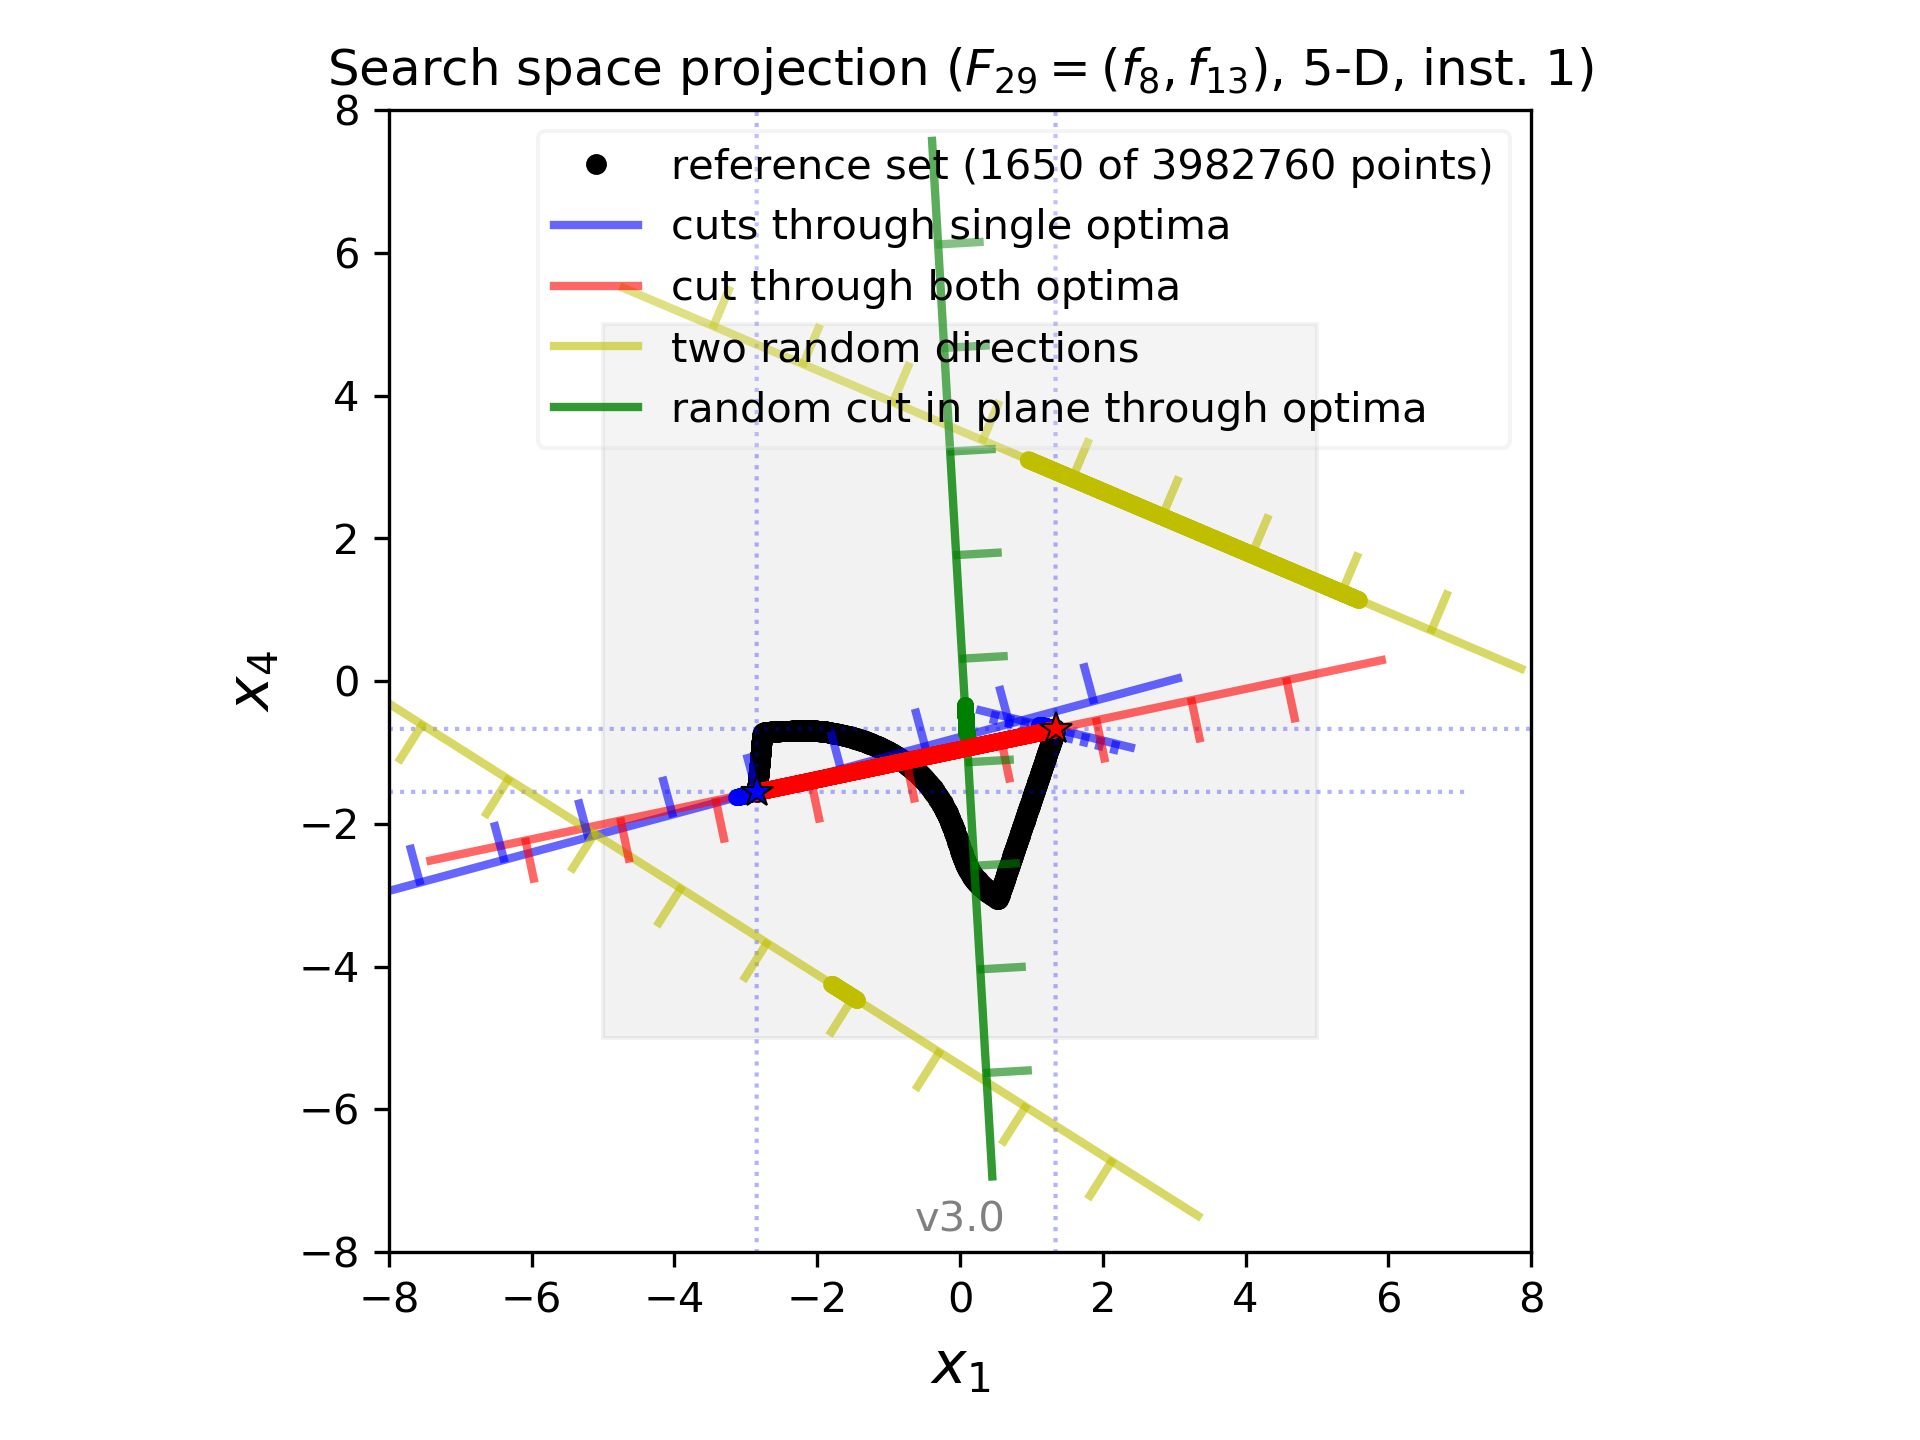 Search space projection (F₂₉ = (f₈, f₁₃), 5-D, inst. 1)
reference set (1650 of 3982760 points)
cuts through single optima
cut through both optima
two random directions
random cut in plane through optima
8
6
4
2
0
−2
−4
−6
−8
x₄
v3.0
−8 −6 −4 −2 0 2 4 6 8
x₁